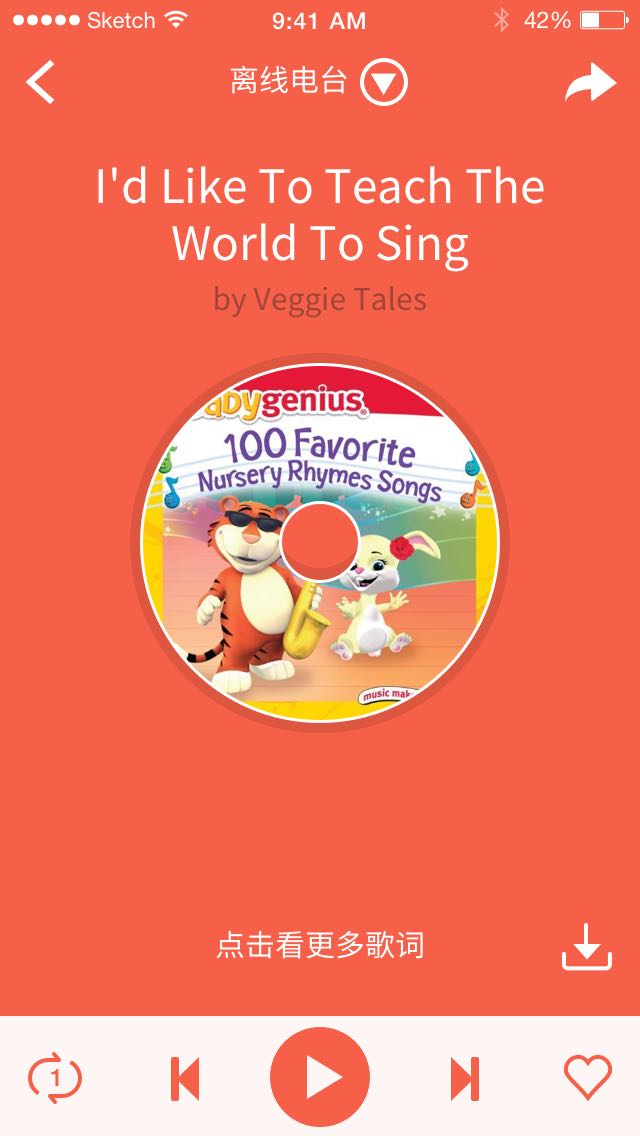 Sketch 9:41 AM 42%
离线电台
I'd Like To Teach The
World To Sing
by Veggie Tales
genius
100 Favorite
Nursery Rhymes Songs
music
点击看更多歌词
1